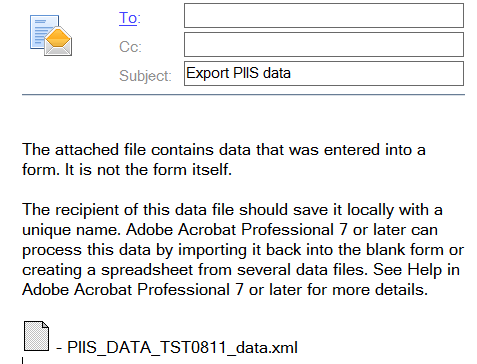 To:
Cc:
Subject: Export PIIS data
The attached file contains data that was entered into a
form. It is not the form itself.
The recipient of this data file should save it locally with a
unique name. Adobe Acrobat Professional 7 or later can
process this data by importing it back into the blank form or
creating a spreadsheet from several data files. See Help in
Adobe Acrobat Professional 7 or later for more details.
- PIIS_DATA_TST0811_data.xml